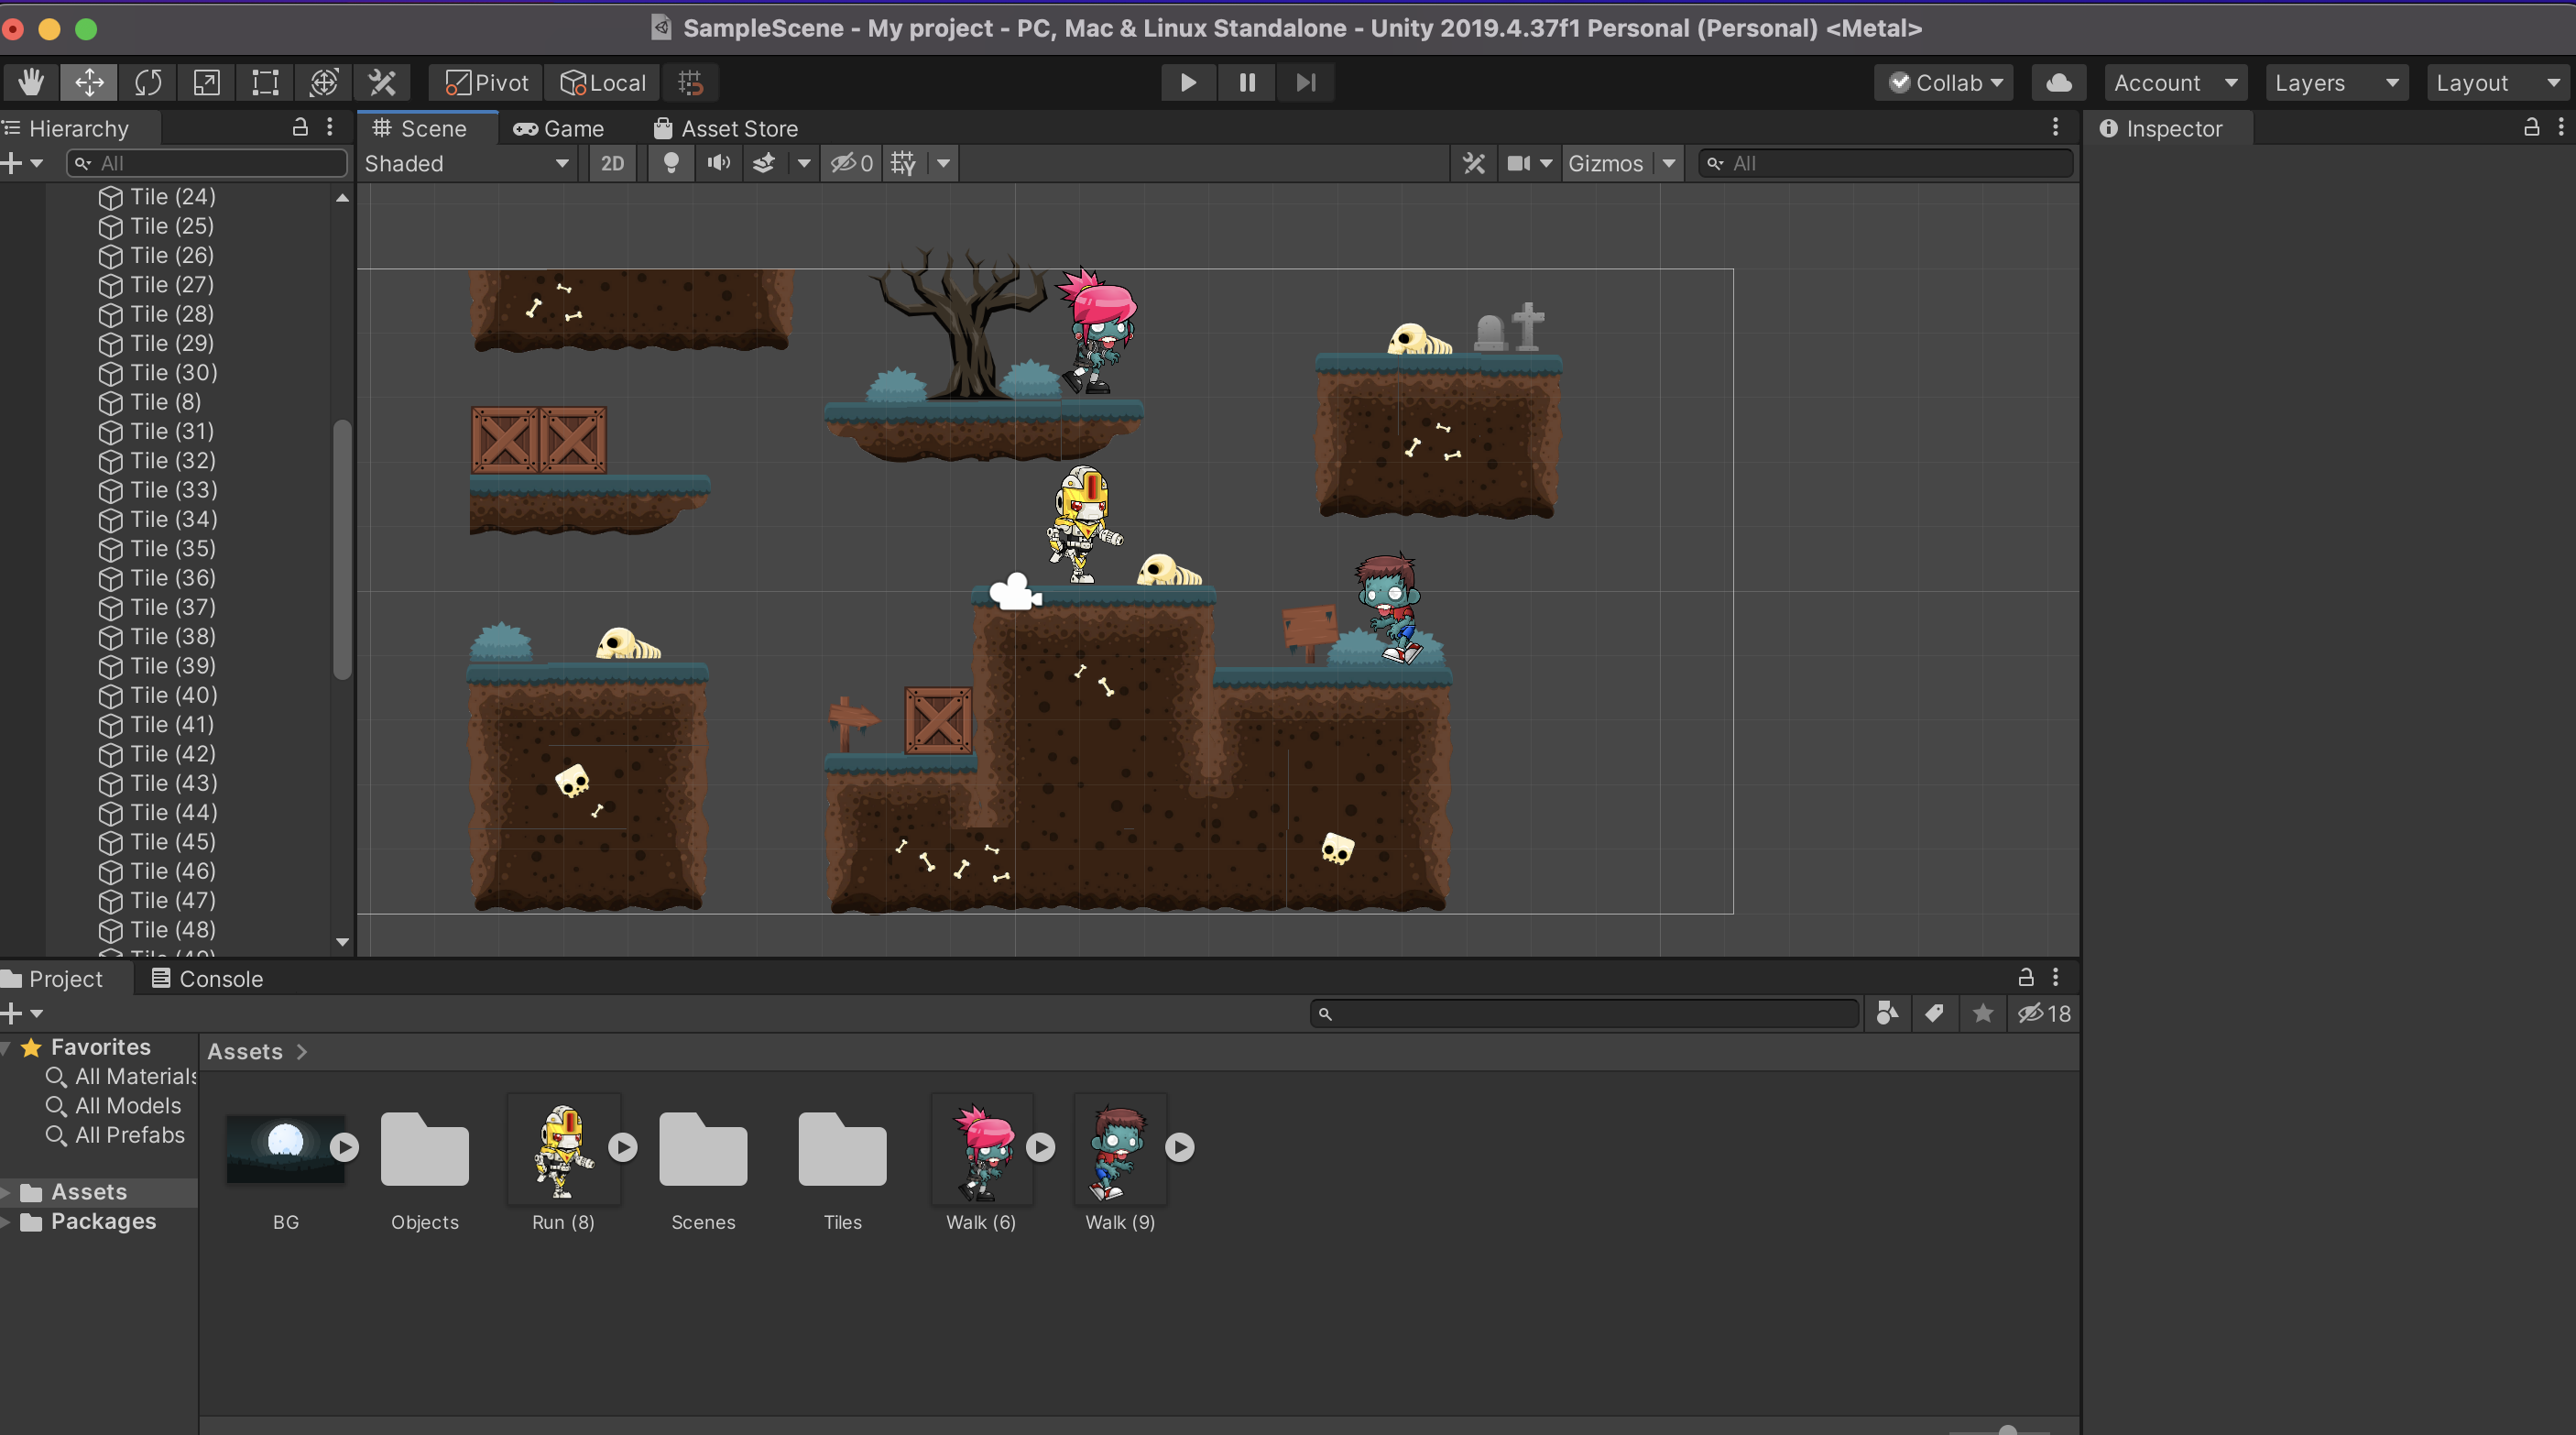 SampleScene - My project - PC, Mac & Linux Standalone - Unity 2019.4.37f1 Personal (Personal) <Metal>
Pivot
Local
Collab
Account
Layers
Layout
Hierarchy
Scene
Game
Asset Store
Inspector
All
Shaded
2D
0
Gizmos
All
Tile (24)
Tile (25)
Tile (26)
Tile (27)
Tile (28)
Tile (29)
Tile (30)
Tile (8)
Tile (31)
Tile (32)
Tile (33)
Tile (34)
Tile (35)
Tile (36)
Tile (37)
Tile (38)
Tile (39)
Tile (40)
Tile (41)
Tile (42)
Tile (43)
Tile (44)
Tile (45)
Tile (46)
Tile (47)
Tile (48)
Project
Console
18
Favorites
All Materials
All Models
All Prefabs
Assets
Packages
Assets >
BG
Objects
Run (8)
Scenes
Tiles
Walk (6)
Walk (9)